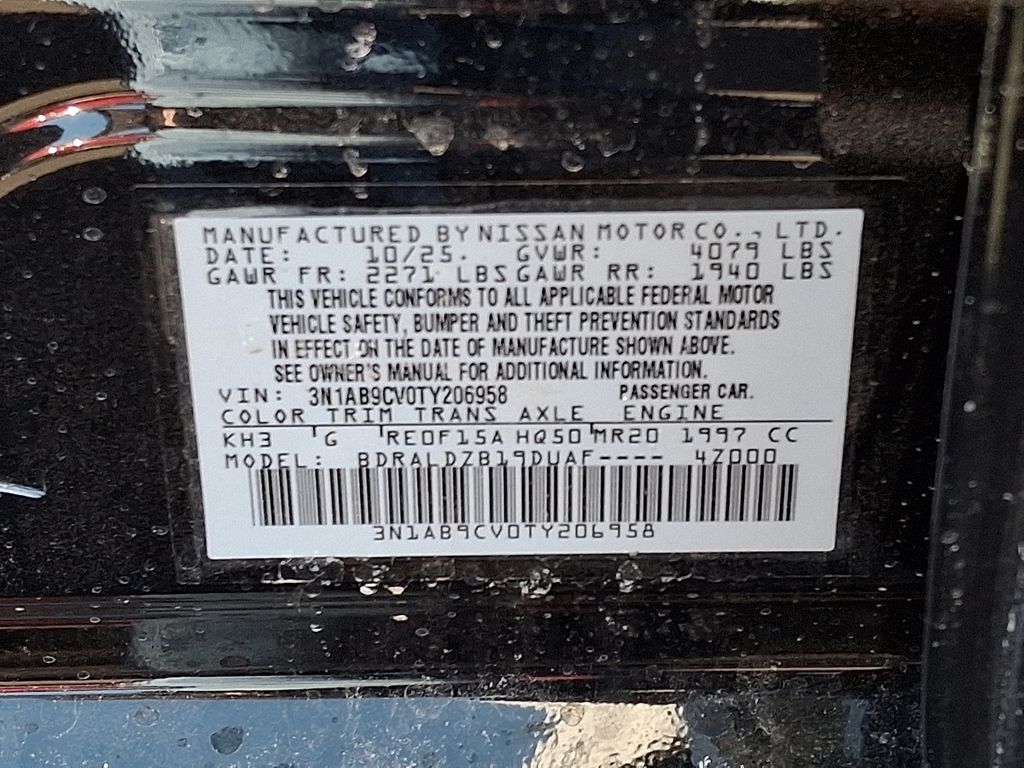 MANUFACTURED BY NISSAN MOTOR CO., LTD.
DATE: 10/25. GVWR: 4079 LBS
GAWR FR: 2271 LBS GAWR RR: 1940 LBS
THIS VEHICLE CONFORMS TO ALL APPLICABLE FEDERAL MOTOR
VEHICLE SAFETY, BUMPER AND THEFT PREVENTION STANDARDS
IN EFFECT ON THE DATE OF MANUFACTURE SHOWN ABOVE.
SEE OWNER'S MANUAL FOR ADDITIONAL INFORMATION.
VIN: 3N1AB9CV0TY206958 PASSENGER CAR.
COLOR TRIM TRANS AXLE ENGINE
KH3 G RE0F15A HQ50 MR20 1997 CC
MODEL: BDRALDZB19DUAF---- 4Z000
3N1AB9CV0TY206958